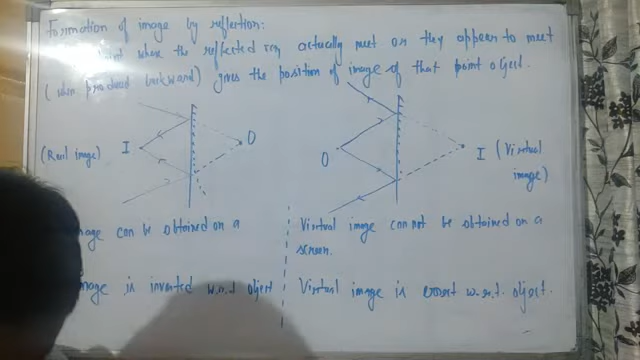 Formation of image by reflection:
point where the reflected ray actually meet or they appear to meet
(when produced backward) gives the position of image of that point object.
(Real image) I O
O I (Virtual
image)
image can be obtained on a
Virtual image can not be obtained on a
screen.
image is inverted w.r.t object
Virtual image is erect w.r.t. object.